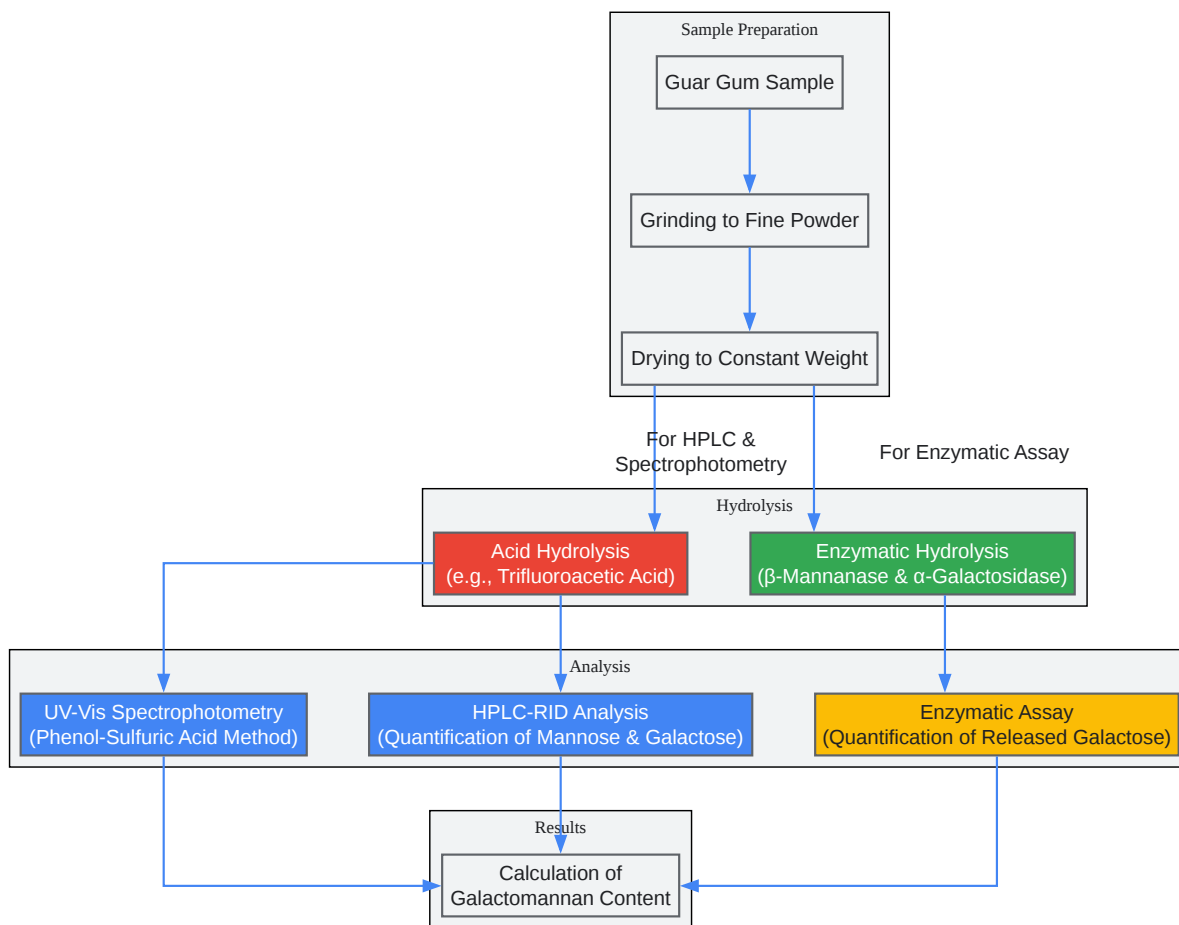 Sample Preparation
Guar Gum Sample
Grinding to Fine Powder
Drying to Constant Weight
For HPLC &
Spectrophotometry
For Enzymatic Assay
Hydrolysis
Acid Hydrolysis
(e.g., Trifluoroacetic Acid)
Enzymatic Hydrolysis
(β-Mannanase & α-Galactosidase)
Analysis
UV-Vis Spectrophotometry
(Phenol-Sulfuric Acid Method)
HPLC-RID Analysis
(Quantification of Mannose & Galactose)
Enzymatic Assay
(Quantification of Released Galactose)
Results
Calculation of
Galactomannan Content